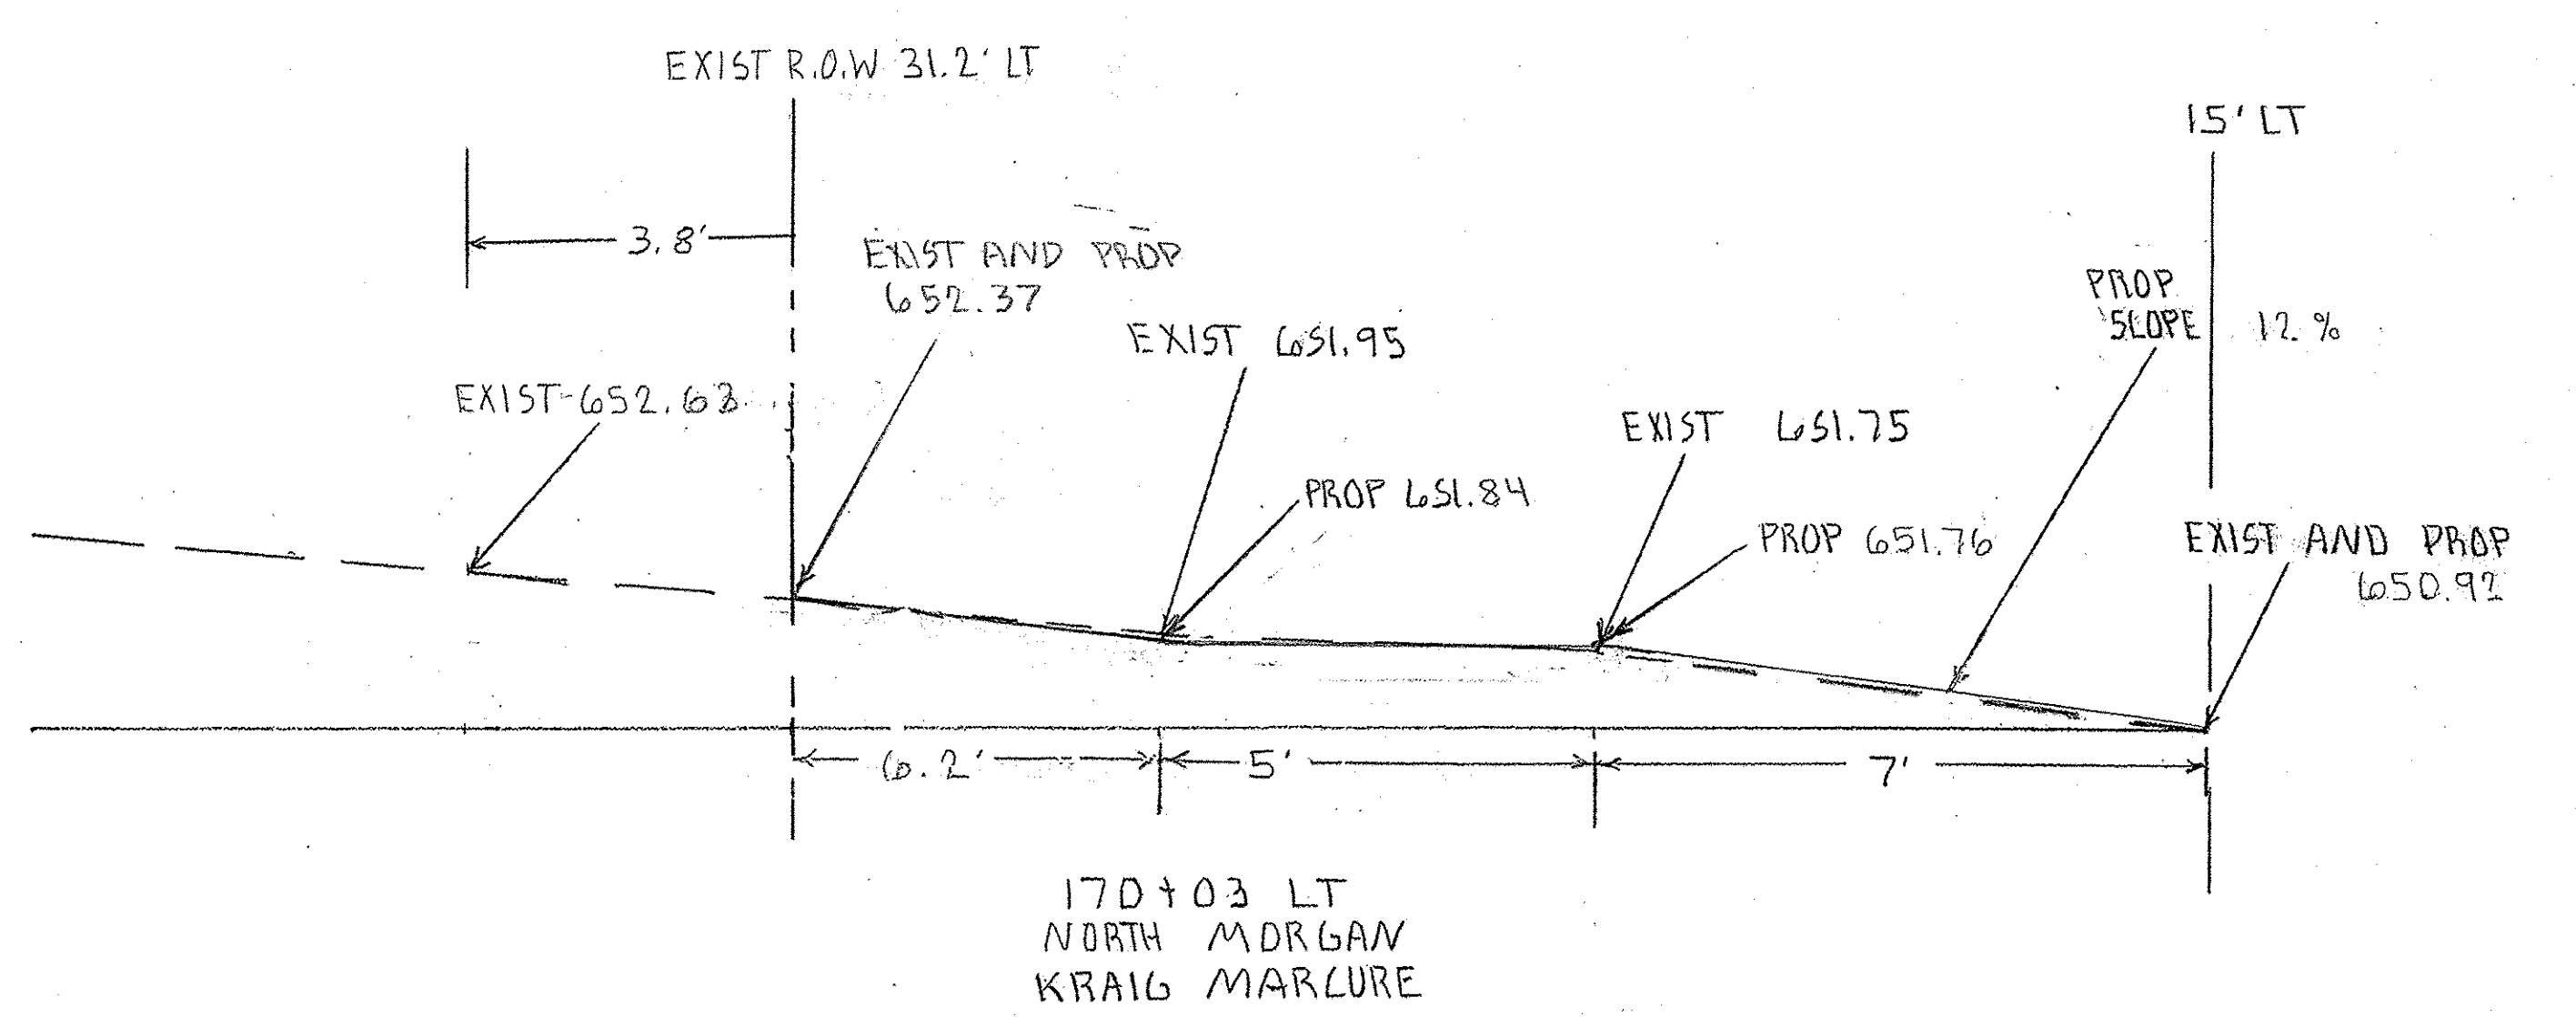 EXIST R.O.W 31.2' LT
15' LT
3.8'
EXIST AND PROP
652.37
PROP
SLOPE 12%
EXIST 651.95
EXIST-652.63
EXIST 651.75
PROP 651.84
PROP 651.76
EXIST AND PROP
650.92
6.2'
5'
7'
170+03 LT
NORTH MORGAN
KRAIG MARCURE